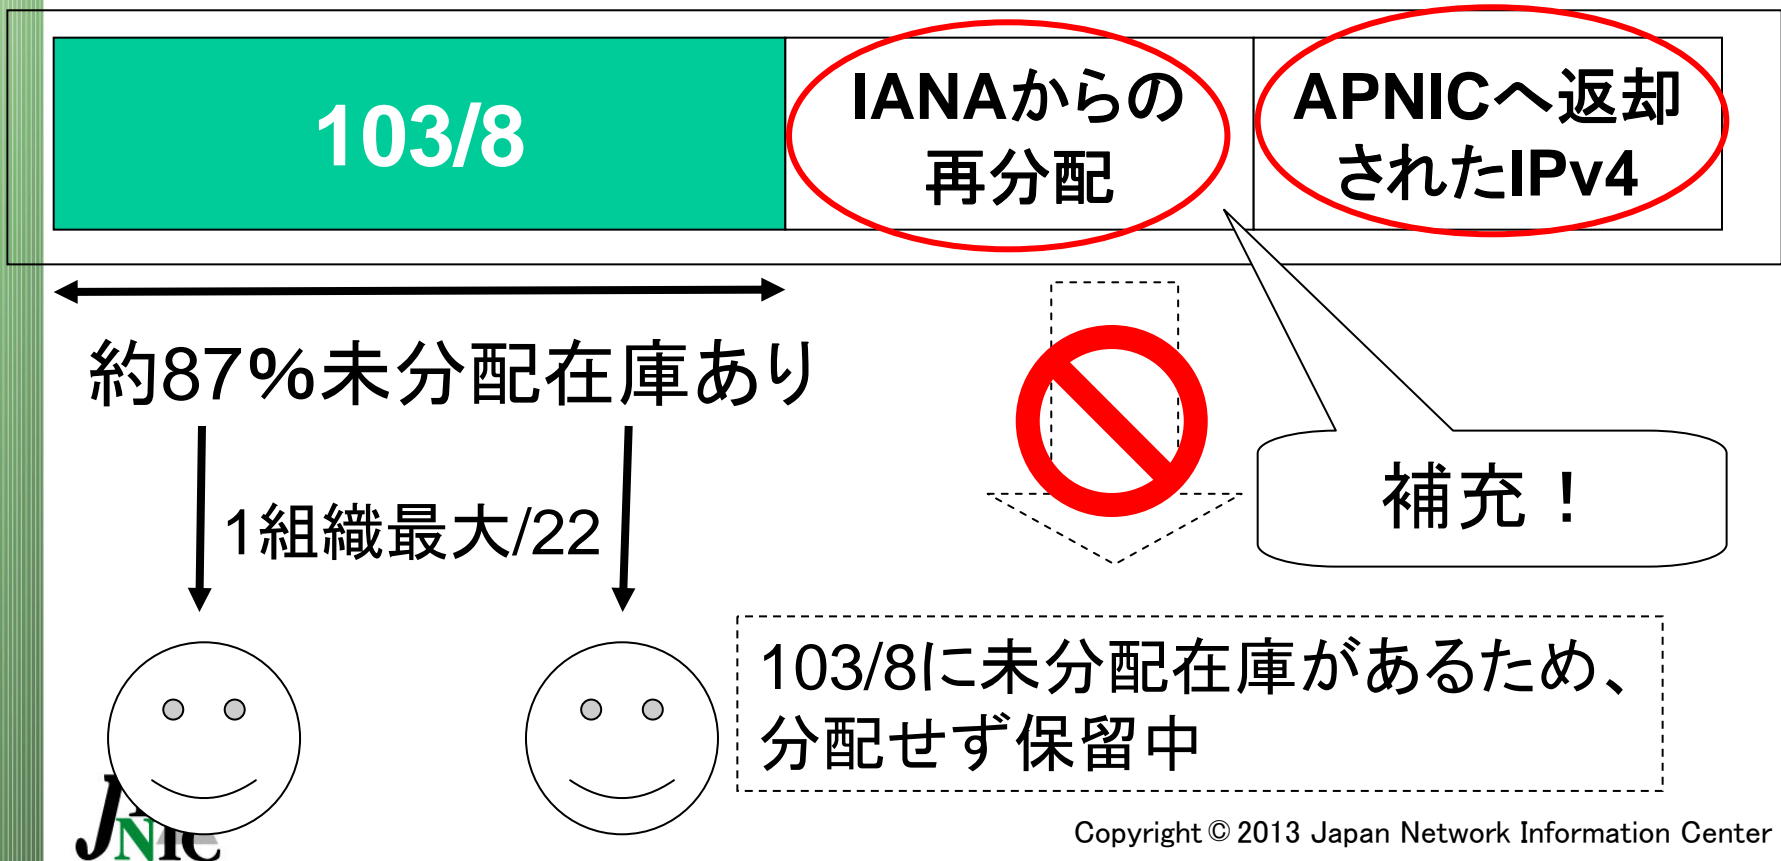 103/8
IANAからの
再分配
APNICへ返却
されたIPv4
約87%未分配在庫あり
1組織最大/22
補充！
103/8に未分配在庫があるため、
分配せず保留中
Copyright © 2013 Japan Network Information Center